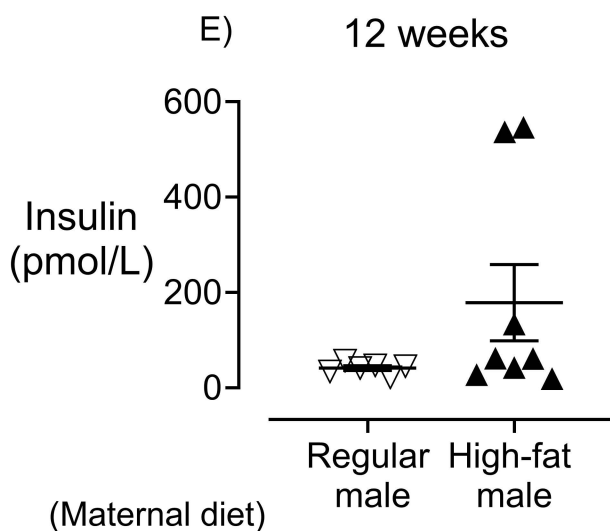 E)
12 weeks
600
400
200
0
Insulin
(pmol/L)
Regular
male
High-fat
male
(Maternal diet)